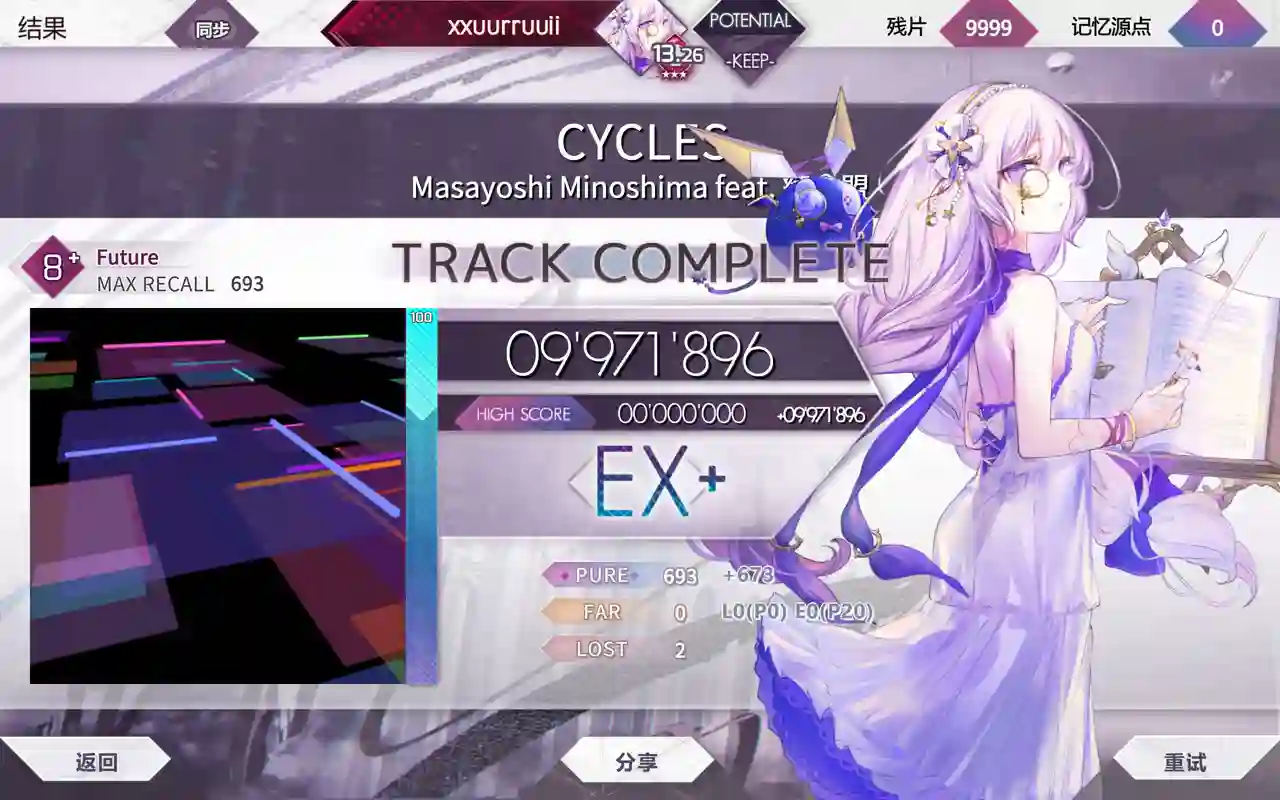 结果
同步
xxuurruuii
13.26
POTENTIAL
-KEEP-
残片
9999
记忆源点
0
CYCLES
Masayoshi Minoshima feat.
8+
Future
MAX RECALL 693
TRACK COMPLETE
100
09'971'896
HIGH SCORE 00'000'000 +09'971'896
EX+
PURE 693 +673
FAR 0 L0(P0) E0(P20)
LOST 2
返回
分享
重试